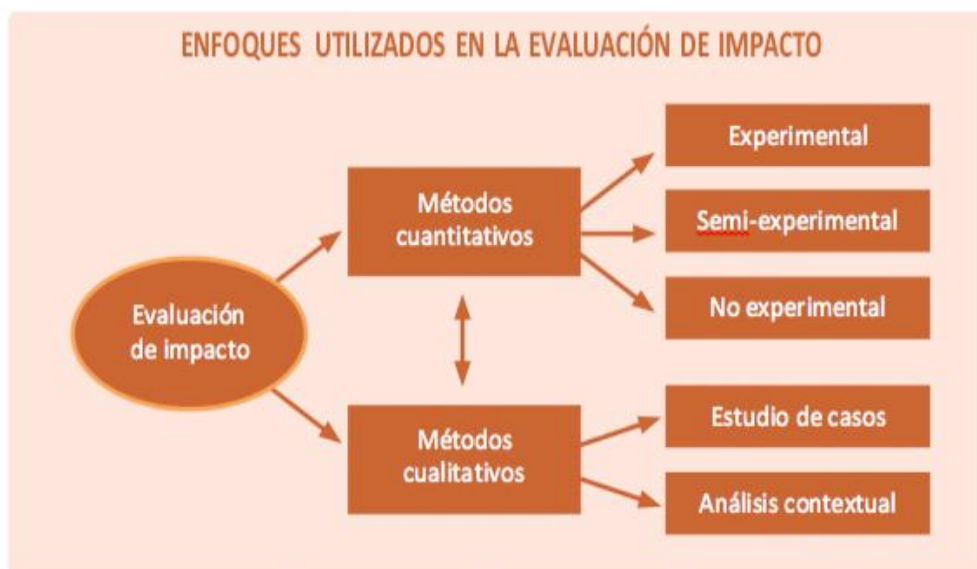 ENFOQUES UTILIZADOS EN LA EVALUACIÓN DE IMPACTO
Evaluación
de impacto
Métodos
cuantitativos
Experimental
Semi-experimental
No experimental
Métodos
cualitativos
Estudio de casos
Análisis contextual